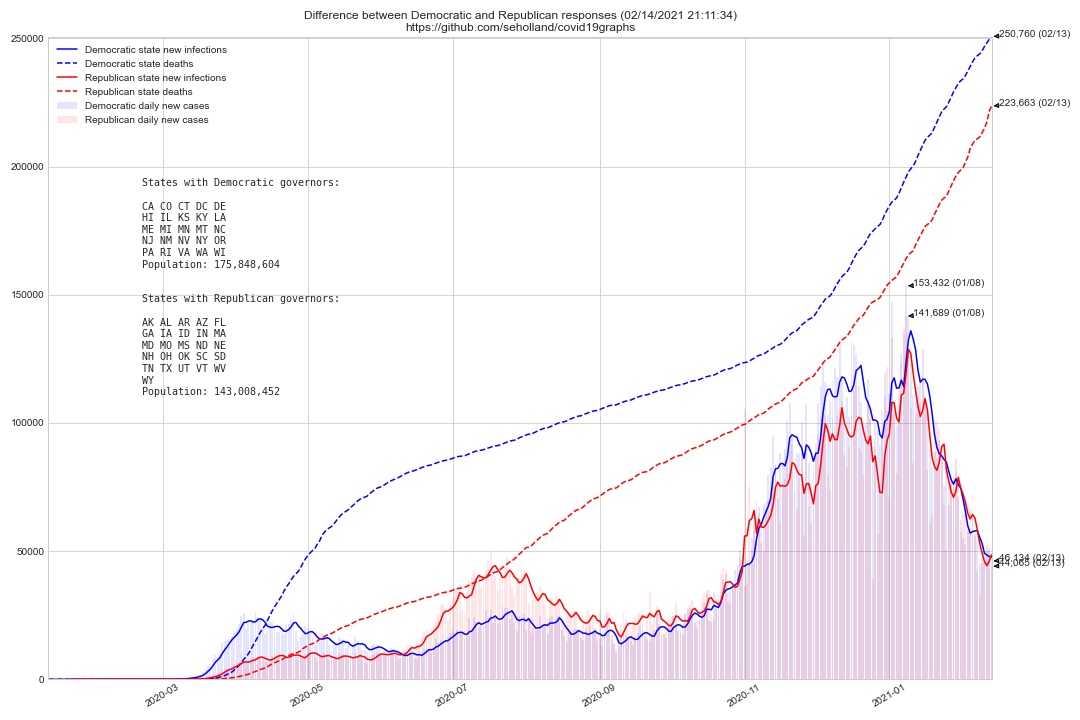 Difference between Democratic and Republican responses (02/14/2021 21:11:34)
https://github.com/seholland/covid19graphs
250000
200000
150000
100000
50000
0
Democratic state new infections
Democratic state deaths
Republican state new infections
Republican state deaths
Democratic daily new cases
Republican daily new cases
States with Democratic governors:
CA CO CT DC DE
HI IL KS KY LA
ME MI MN MT NC
NJ NM NV NY OR
PA RI VA WA WI
Population: 175,848,604
States with Republican governors:
AK AL AR AZ FL
GA IA ID IN MA
MD MO MS ND NE
NH OH OK SC SD
TN TX UT VT WV
WY
Population: 143,008,452
250,760 (02/13)
223,663 (02/13)
153,432 (01/08)
141,689 (01/08)
46,134 (02/13)
(02/13)
2020-03
2020-05
2020-07
2020-09
2020-11
2021-01